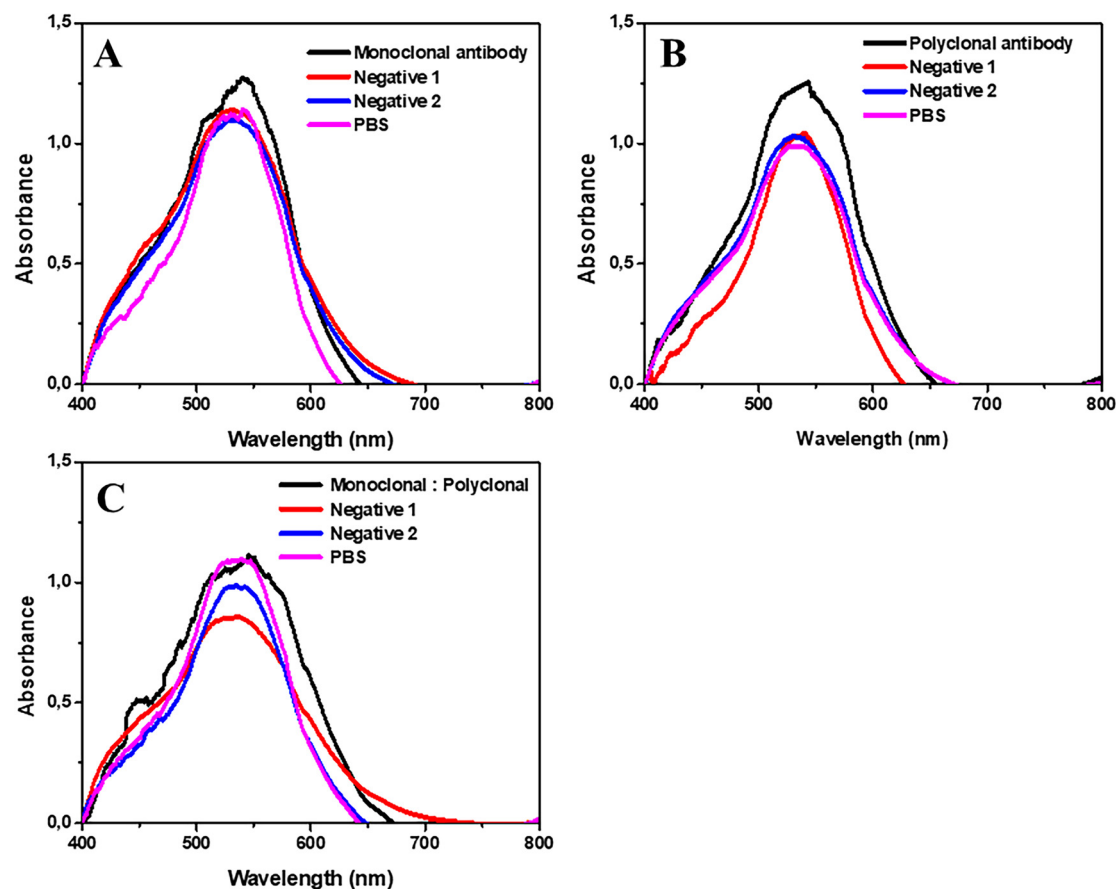 A
1,5
1,0
0,5
0,0
Absorbance
Monoclonal antibody
Negative 1
Negative 2
PBS
400 500 600 700 800
Wavelength (nm)
B
1,5
1,0
0,5
0,0
Absorbance
Polyclonal antibody
Negative 1
Negative 2
PBS
400 500 600 700 800
Wavelength (nm)
C
1,5
1,0
0,5
0,0
Absorbance
Monoclonal : Polyclonal
Negative 1
Negative 2
PBS
400 500 600 700 800
Wavelength (nm)